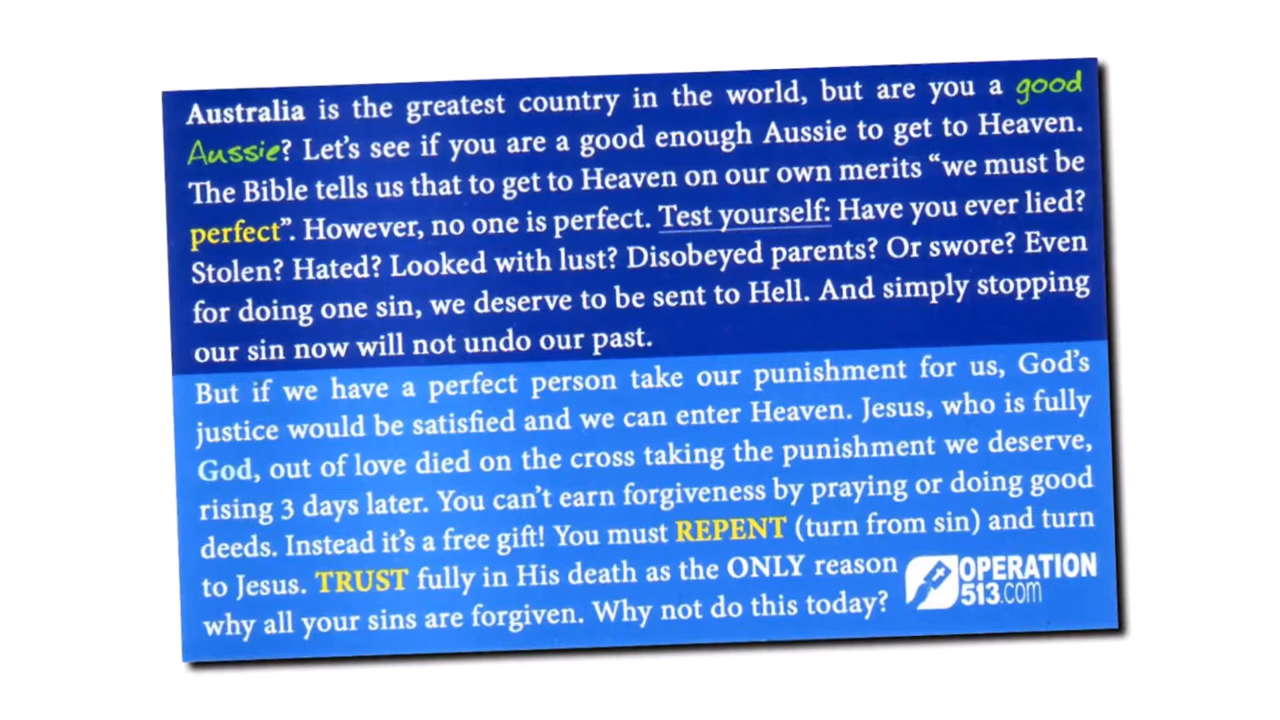 Australia is the greatest country in the world, but are you a good
Aussie? Let's see if you are a good enough Aussie to get to Heaven.
The Bible tells us that to get to Heaven on our own merits “we must be
perfect”. However, no one is perfect. Test yourself: Have you ever lied?
Stolen? Hated? Looked with lust? Disobeyed parents? Or swore? Even
for doing one sin, we deserve to be sent to Hell. And simply stopping
our sin now will not undo our past.
But if we have a perfect person take our punishment for us, God's
justice would be satisfied and we can enter Heaven. Jesus, who is fully
God, out of love died on the cross taking the punishment we deserve,
rising 3 days later. You can't earn forgiveness by praying or doing good
deeds. Instead it's a free gift! You must REPENT (turn from sin) and turn
to Jesus. TRUST fully in His death as the ONLY reason
why all your sins are forgiven. Why not do this today?
OPERATION
513.com